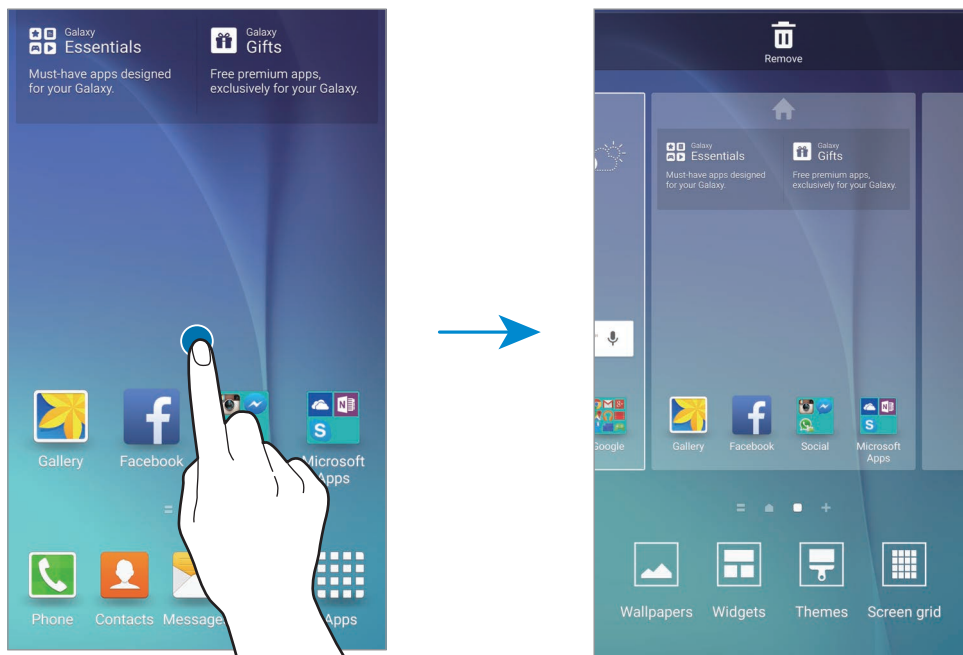 Galaxy
Essentials
Must-have apps designed
for your Galaxy.
Galaxy
Gifts
Free premium apps,
exclusively for your Galaxy.
Gallery
Facebook
Microsoft
Apps
Phone
Contacts
Message
Apps
Remove
Galaxy
Essentials
Must-have apps designed
for your Galaxy.
Galaxy
Gifts
Free premium apps,
exclusively for your Galaxy.
Google
Gallery
Facebook
Social
Microsoft
Apps
Wallpapers
Widgets
Themes
Screen grid